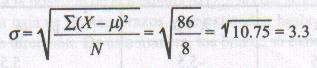 σ = √(Σ(X – μ)² / N) = √(86 / 8) = √10.75 = 3.3